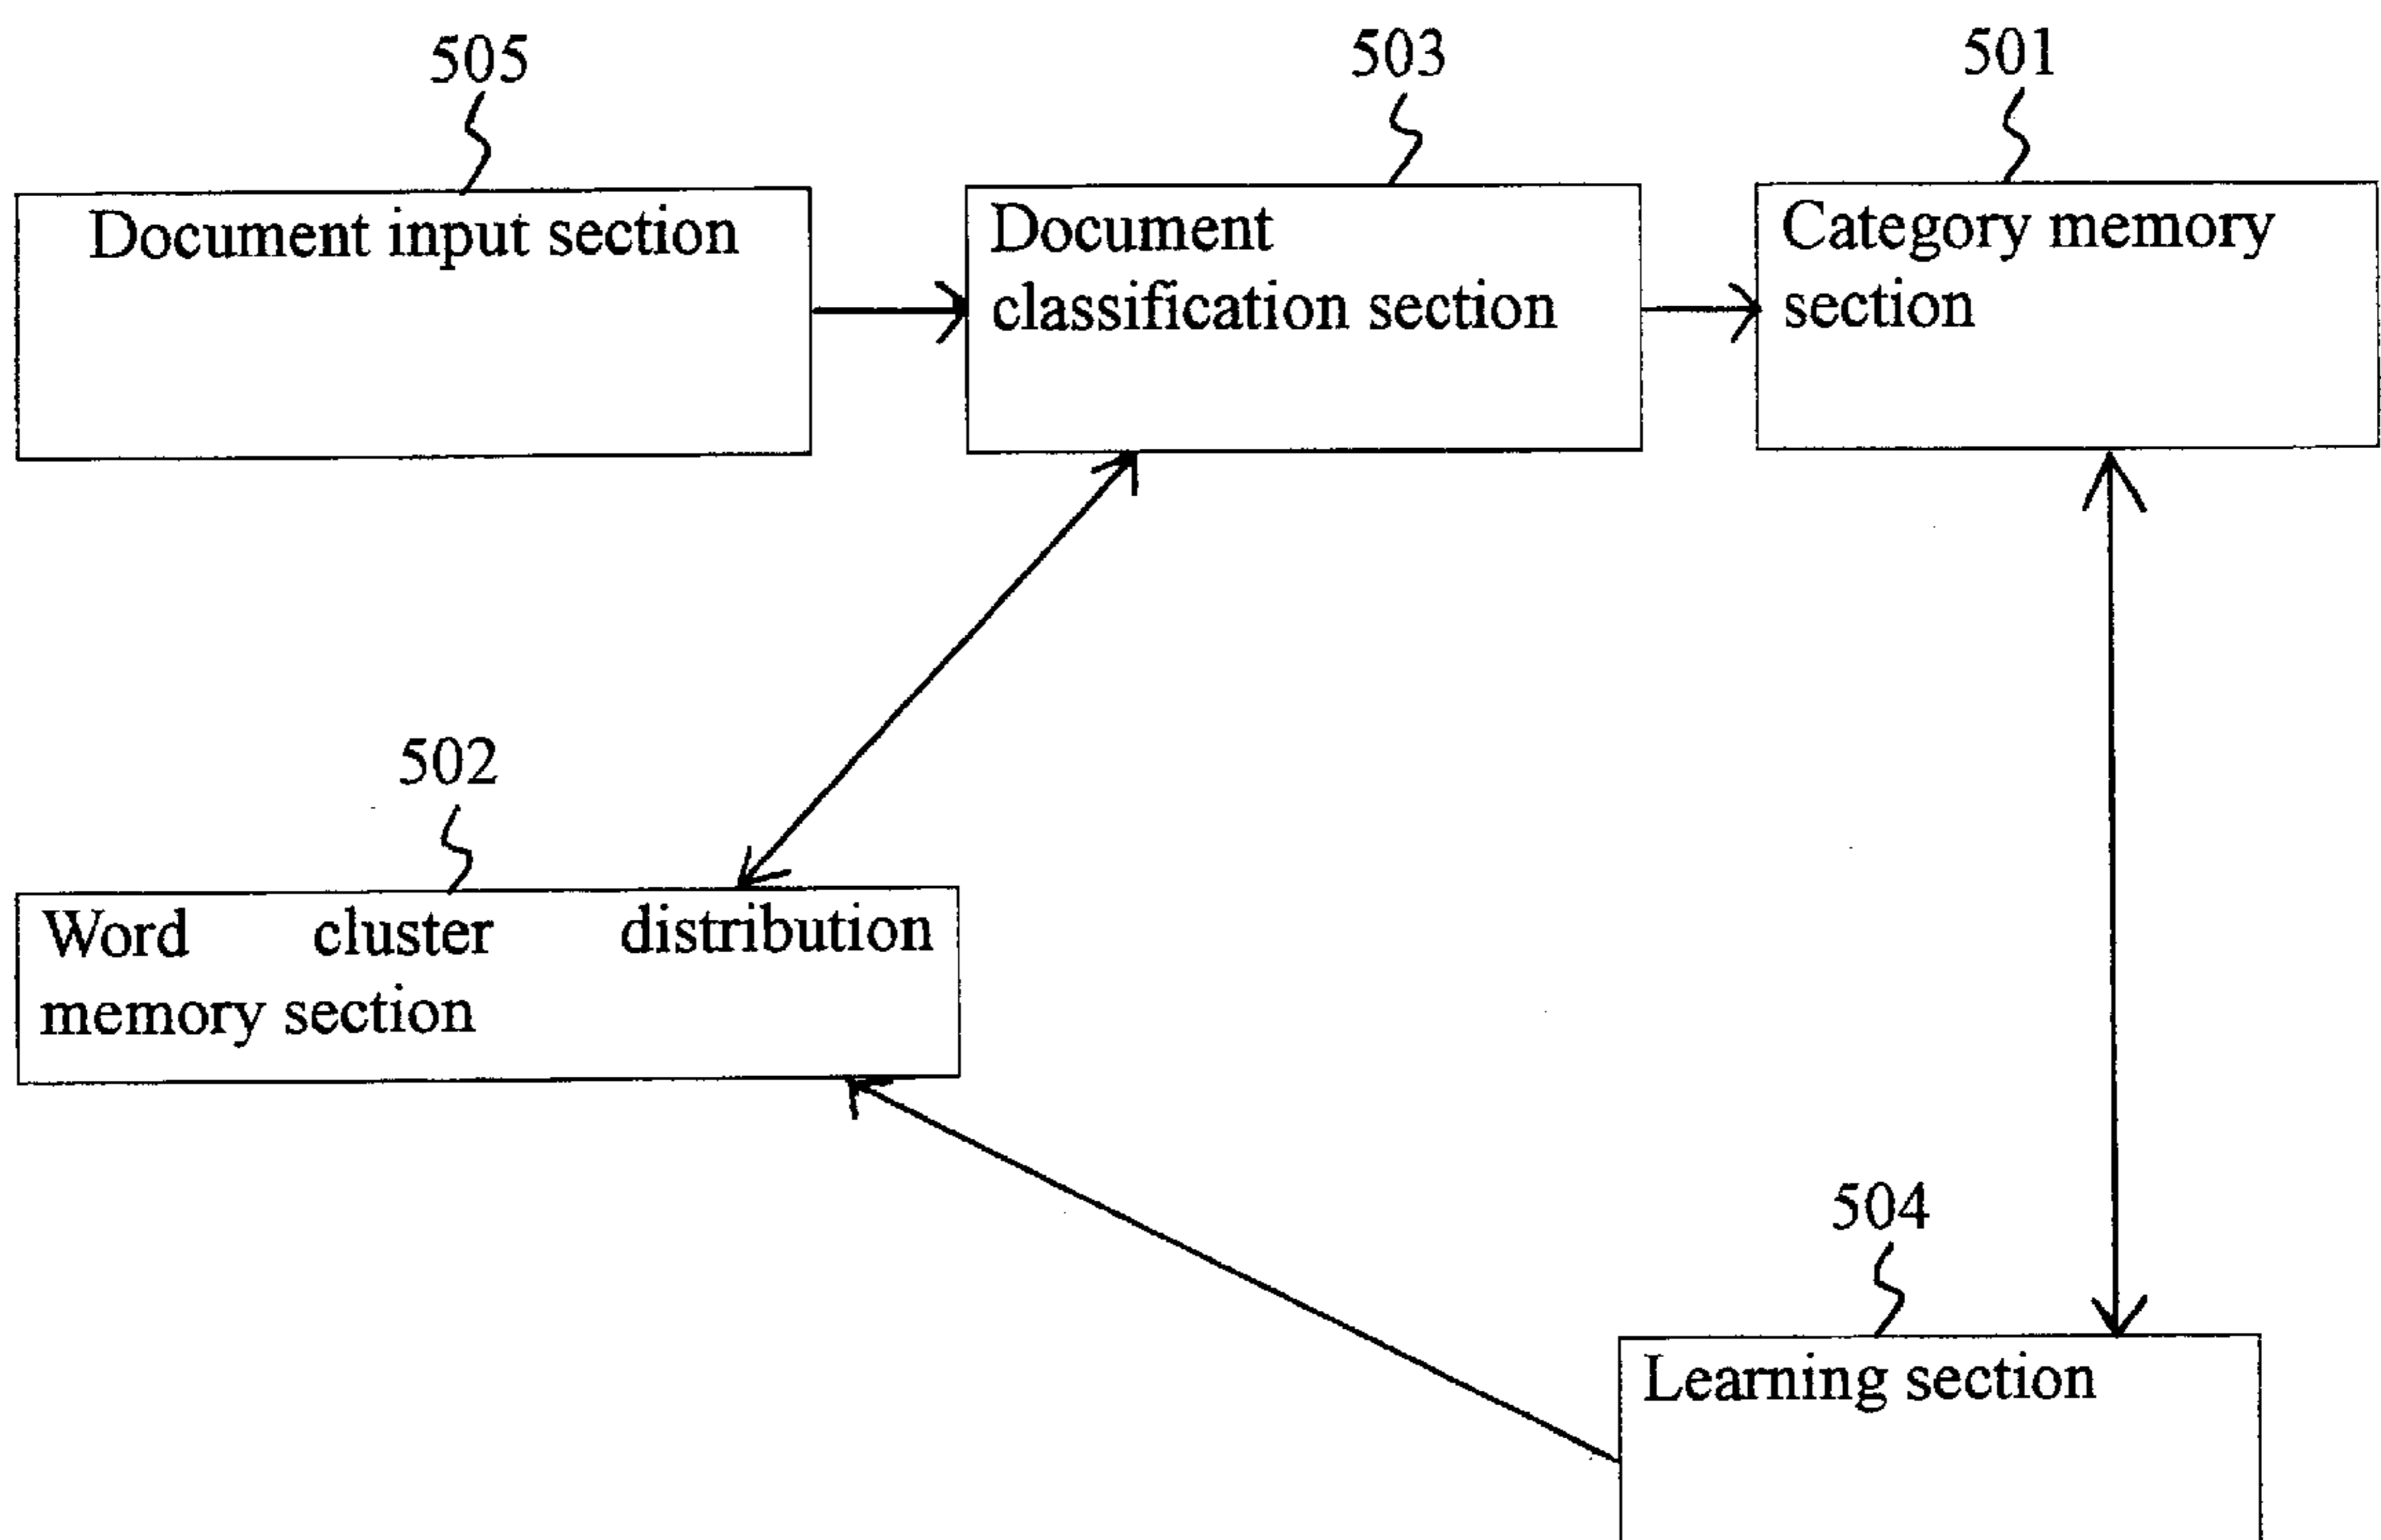 505
503
501
Document input section
Document
classification section
Category memory
section
502
Word cluster distribution
memory section
504
Learning section